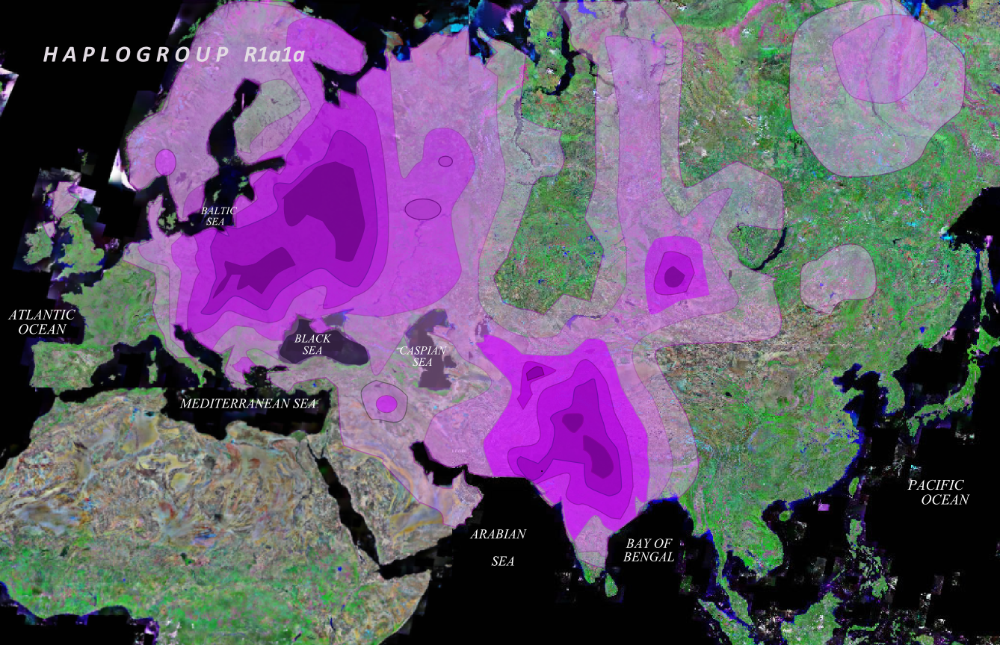 HAPLOGROUP R1a1a
BALTIC
SEA
ATLANTIC
OCEAN
BLACK
SEA
CASPIAN
SEA
MEDITERRANEAN SEA
PACIFIC
OCEAN
ARABIAN
SEA
BAY OF
BENGAL